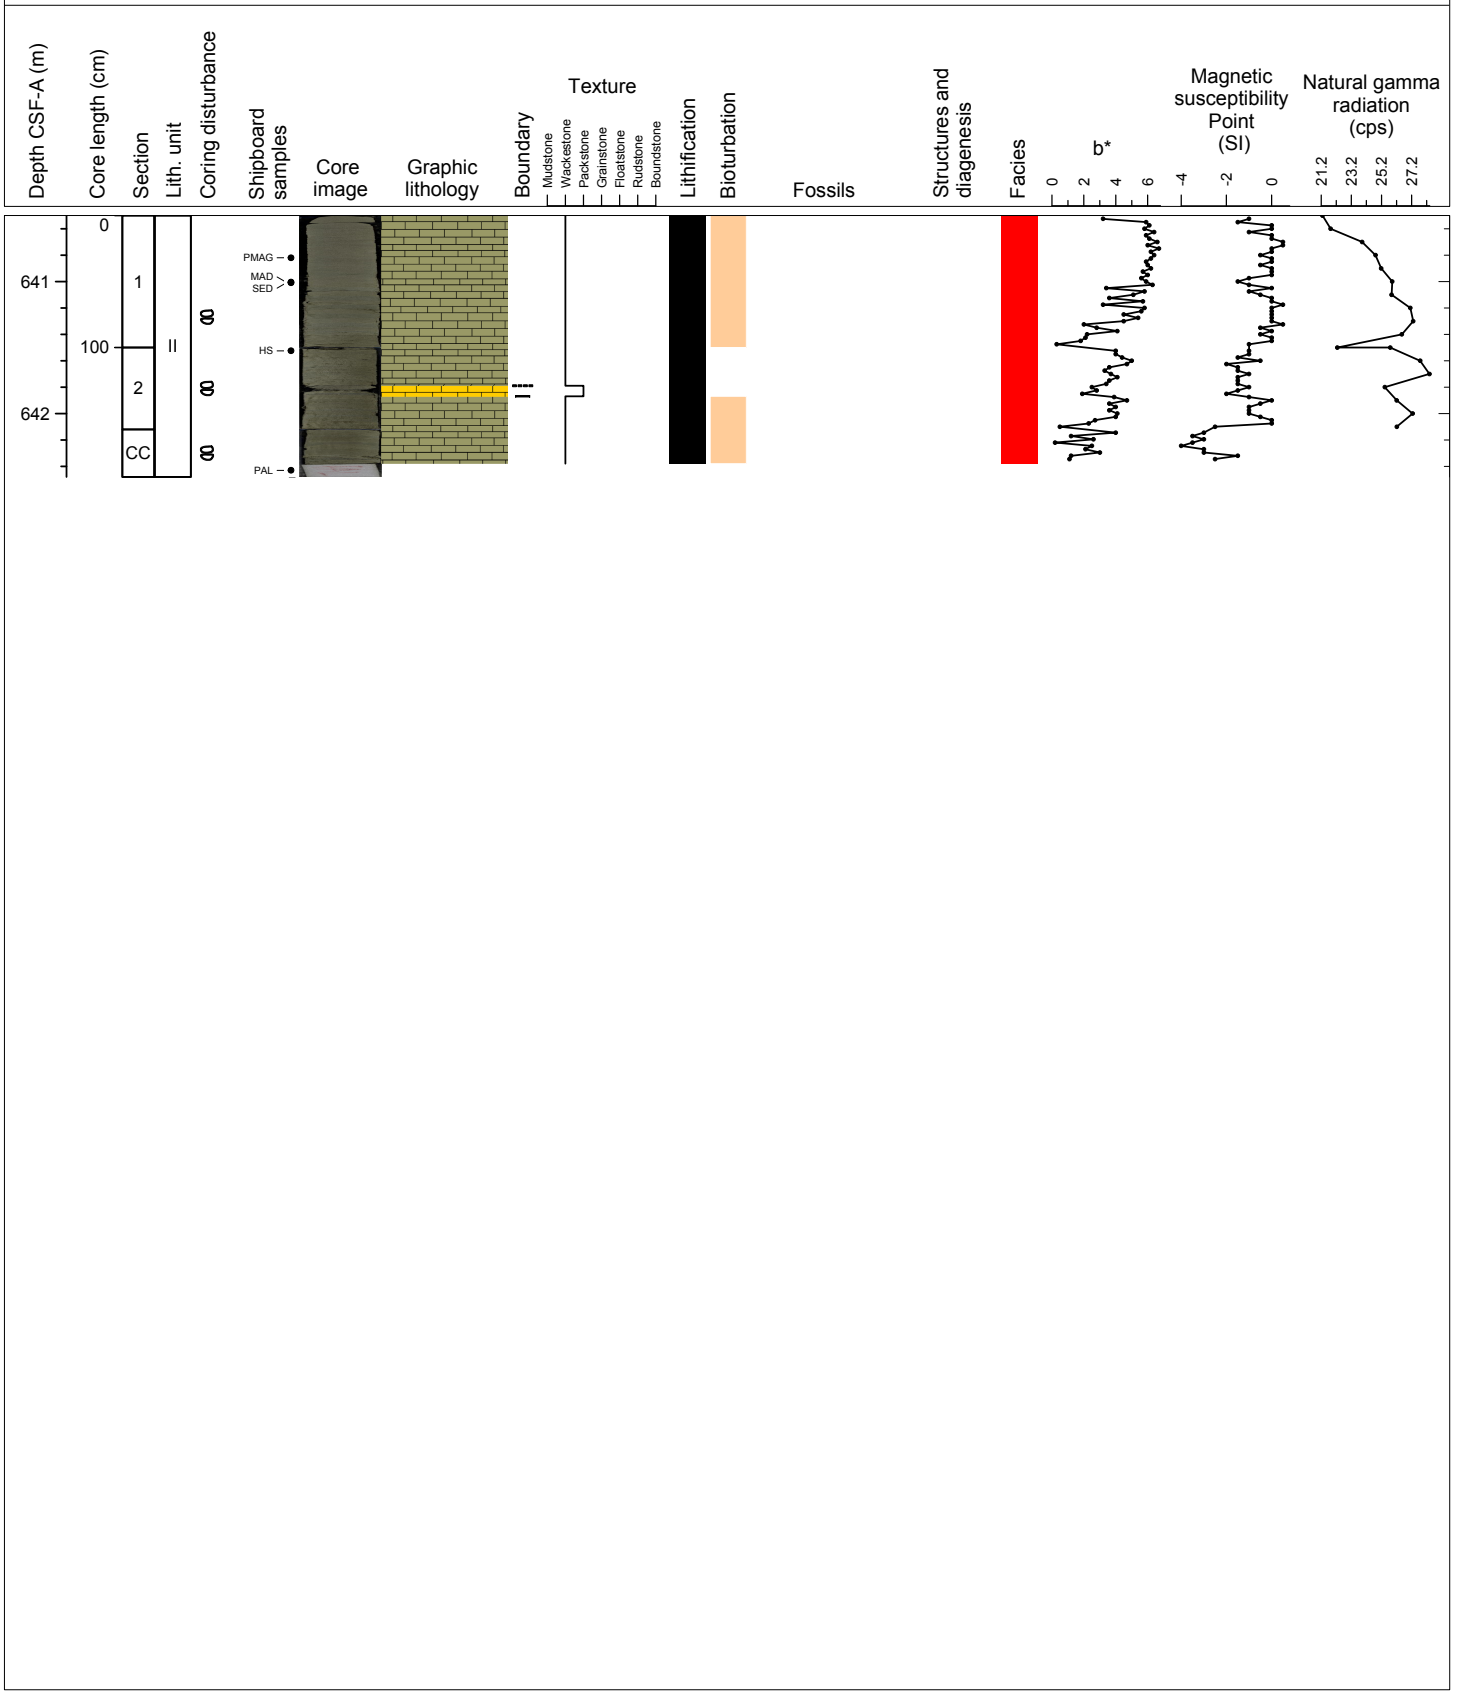 Depth CSF-A (m)
Core length (cm)
Section
Lith. unit
Coring disturbance
Shipboard
samples
Core
image
Graphic
lithology
Boundary
Texture
Mudstone
Wackestone
Packstone
Grainstone
Floatstone
Rudstone
Boundstone
Lithification
Bioturbation
Fossils
Structures and
diagenesis
Facies
b*
0 2 4 6
Magnetic
susceptibility
Point
(SI)
-4 -2 0
Natural gamma
radiation
(cps)
21.2 23.2 25.2 27.2
0
PMAG
MAD
641
1
SED
100
II
HS
2
642
CC
PAL